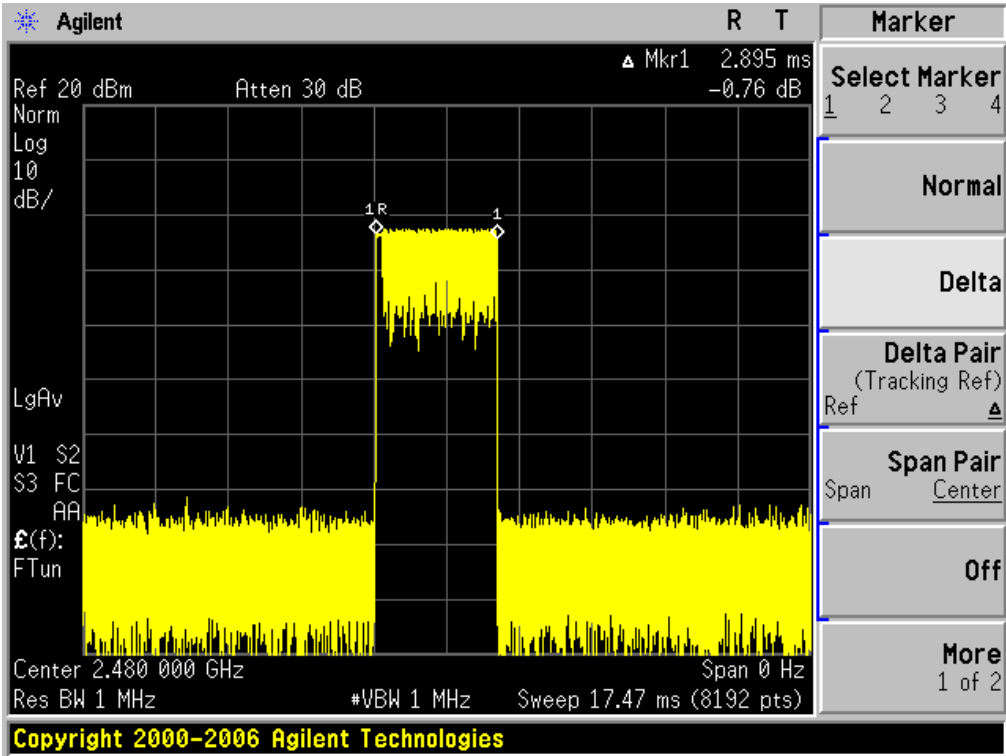 Agilent R T
Marker
Δ Mkr1 2.895 ms
Ref 20 dBm Atten 30 dB -0.76 dB
Norm
Log
10
dB/
1R
1
LgAv
V1 S2
S3 FC
AA
£(f):
FTun
Center 2.480 000 GHz Span 0 Hz
Res BW 1 MHz #VBW 1 MHz Sweep 17.47 ms (8192 pts)
Copyright 2000-2006 Agilent Technologies
Select Marker
1 2 3 4
Normal
Delta
Delta Pair
(Tracking Ref)
Ref Δ
Span Pair
Span Center
Off
More
1 of 2